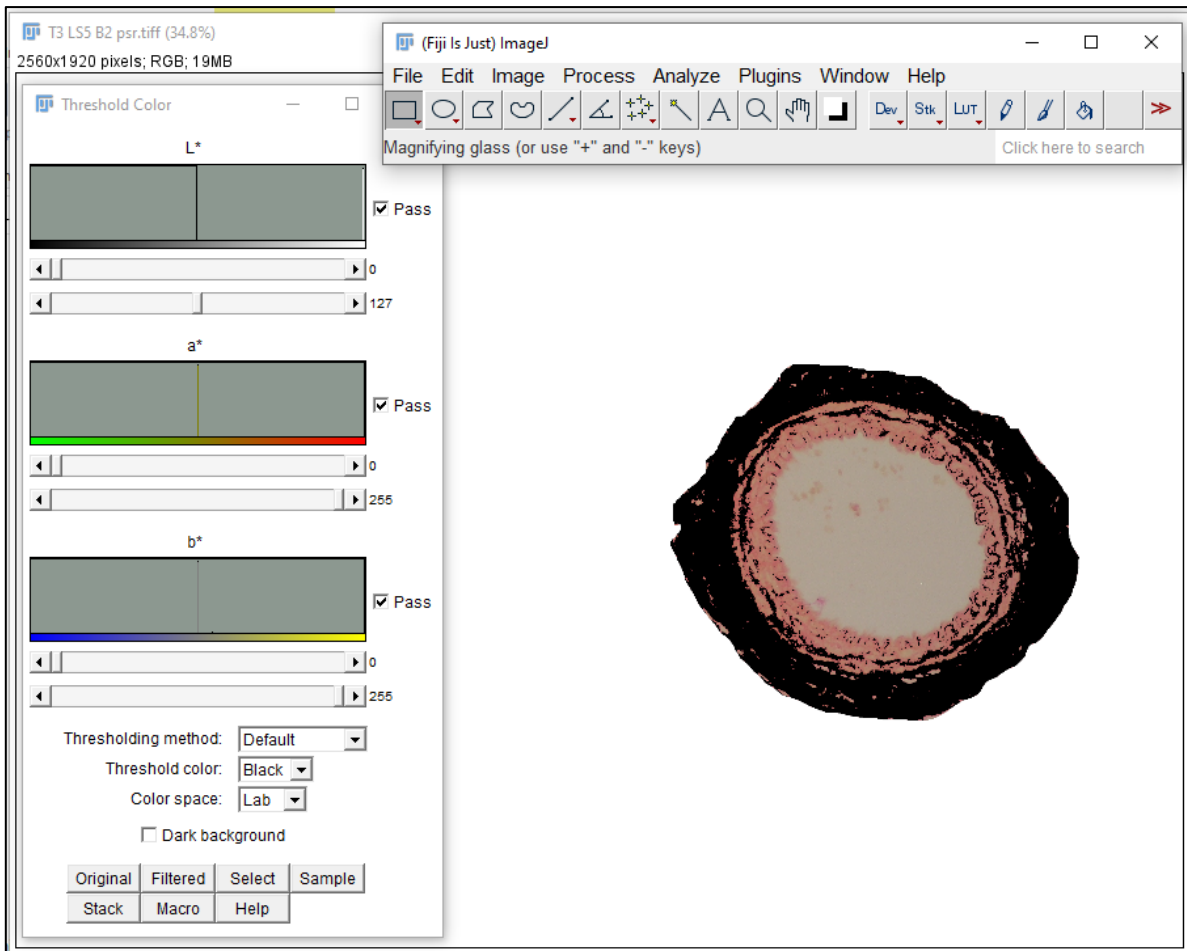 T3 LS5 B2 psr.tiff (34.8%)
2560x1920 pixels; RGB; 19MB
(Fiji Is Just) ImageJ
File Edit Image Process Analyze Plugins Window Help
Dev Stk LUT
Magnifying glass (or use "+" and "-" keys)
Click here to search
Threshold Color
L*
Pass
0
127
a*
Pass
0
255
b*
Pass
0
255
Thresholding method: Default
Threshold color: Black
Color space: Lab
Dark background
Original Filtered Select Sample
Stack Macro Help